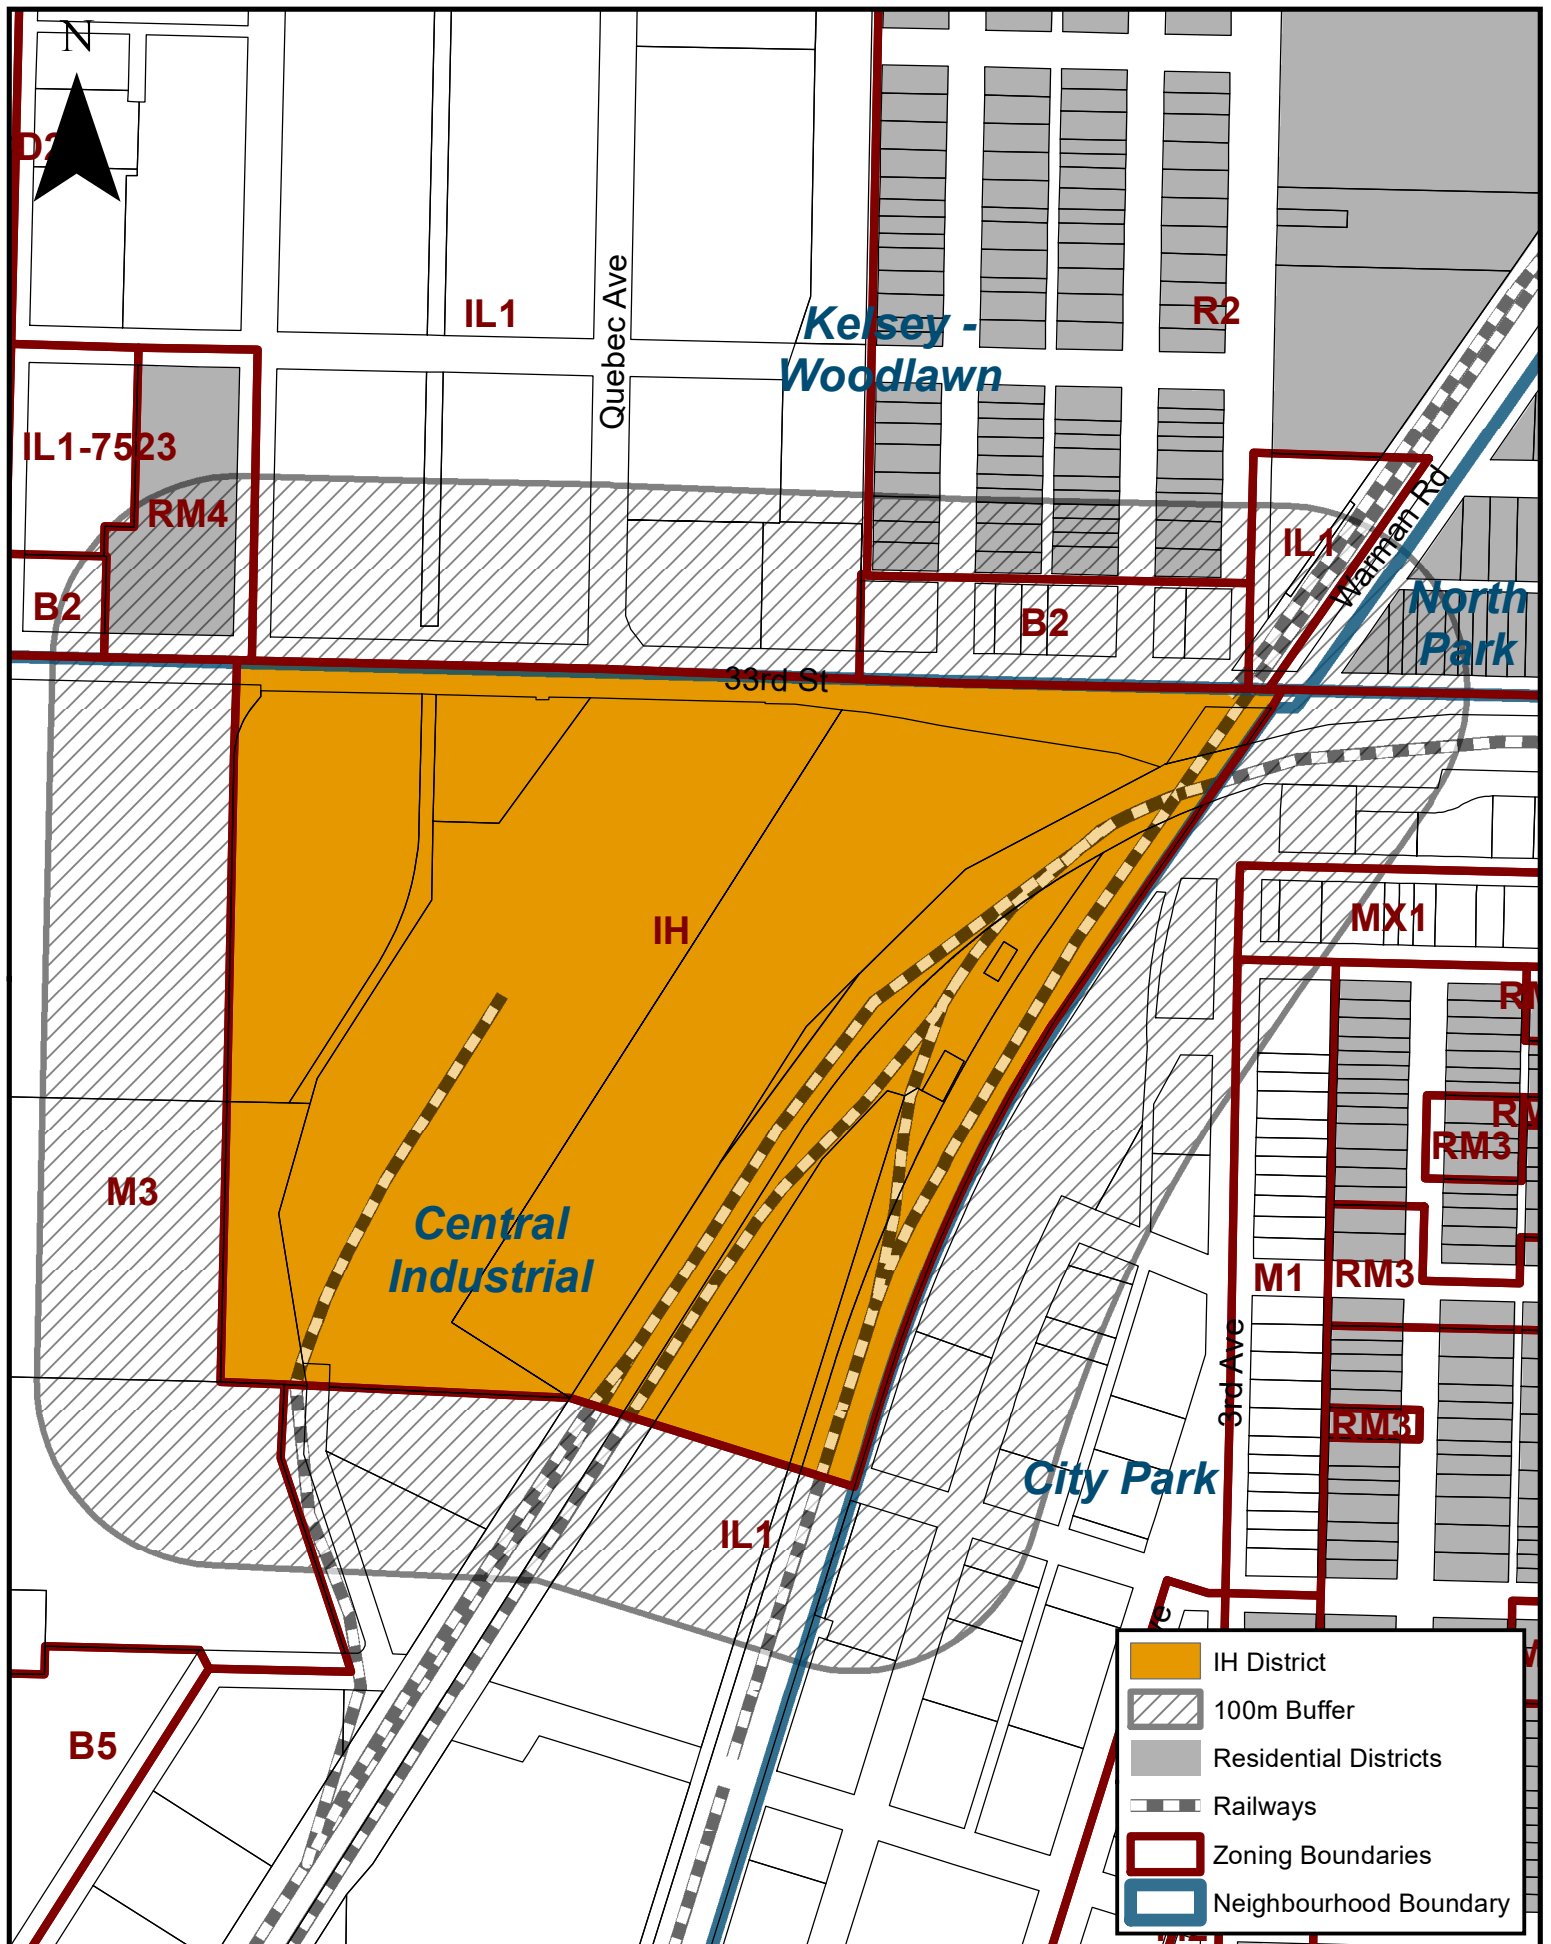 N
D2
IL1
Quebec Ave
Kelsey -
Woodlawn
R2
IL1-7523
RM4
IL1
Warman Rd
B2
B2
North
Park
33rd St
IH
MX1
RM3
M3
Central
Industrial
M1
RM3
3rd Ave
RM3
City Park
IL1
B5
IH District
100m Buffer
Residential Districts
Railways
Zoning Boundaries
Neighbourhood Boundary